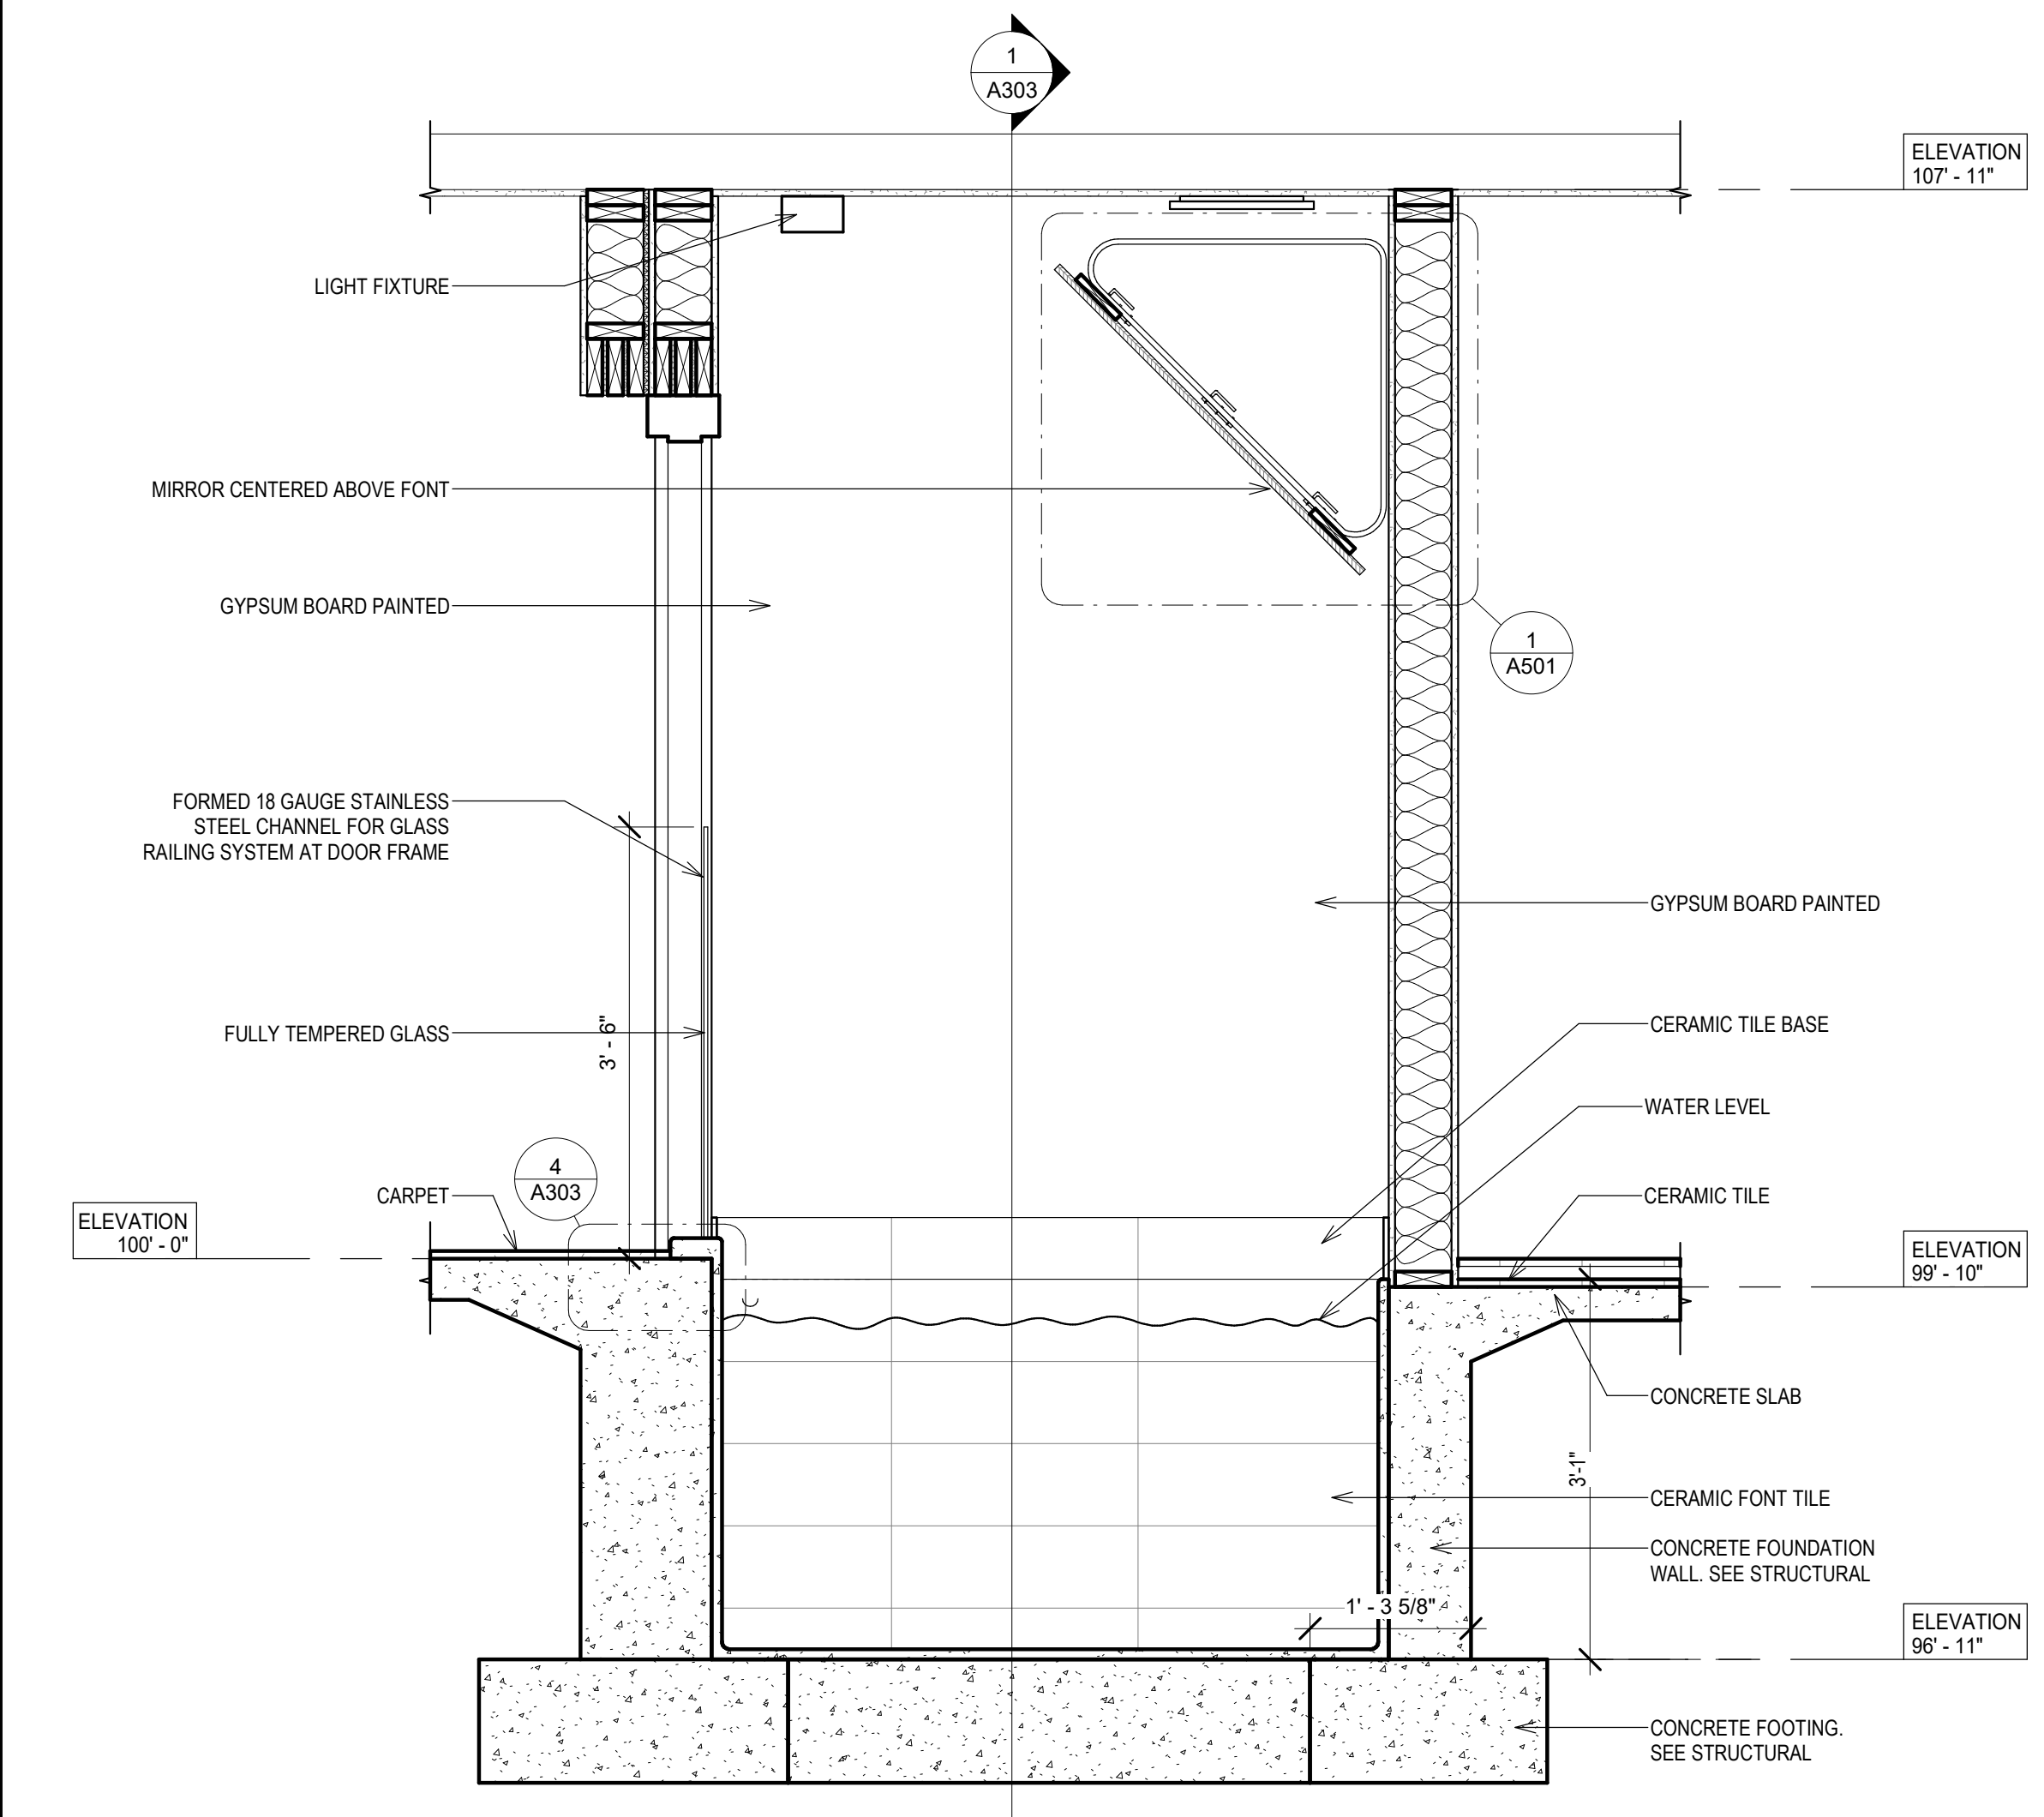 1
A303
ELEVATION
107' - 11"
LIGHT FIXTURE
MIRROR CENTERED ABOVE FONT
GYPSUM BOARD PAINTED
1
A501
FORMED 18 GAUGE STAINLESS
STEEL CHANNEL FOR GLASS
RAILING SYSTEM AT DOOR FRAME
GYPSUM BOARD PAINTED
FULLY TEMPERED GLASS
3' - 6"
CERAMIC TILE BASE
WATER LEVEL
4
A303
CARPET
CERAMIC TILE
ELEVATION
100' - 0"
ELEVATION
99' - 10"
CONCRETE SLAB
3'-1"
CERAMIC FONT TILE
CONCRETE FOUNDATION
WALL. SEE STRUCTURAL
1' - 3 5/8"
ELEVATION
96' - 11"
CONCRETE FOOTING.
SEE STRUCTURAL